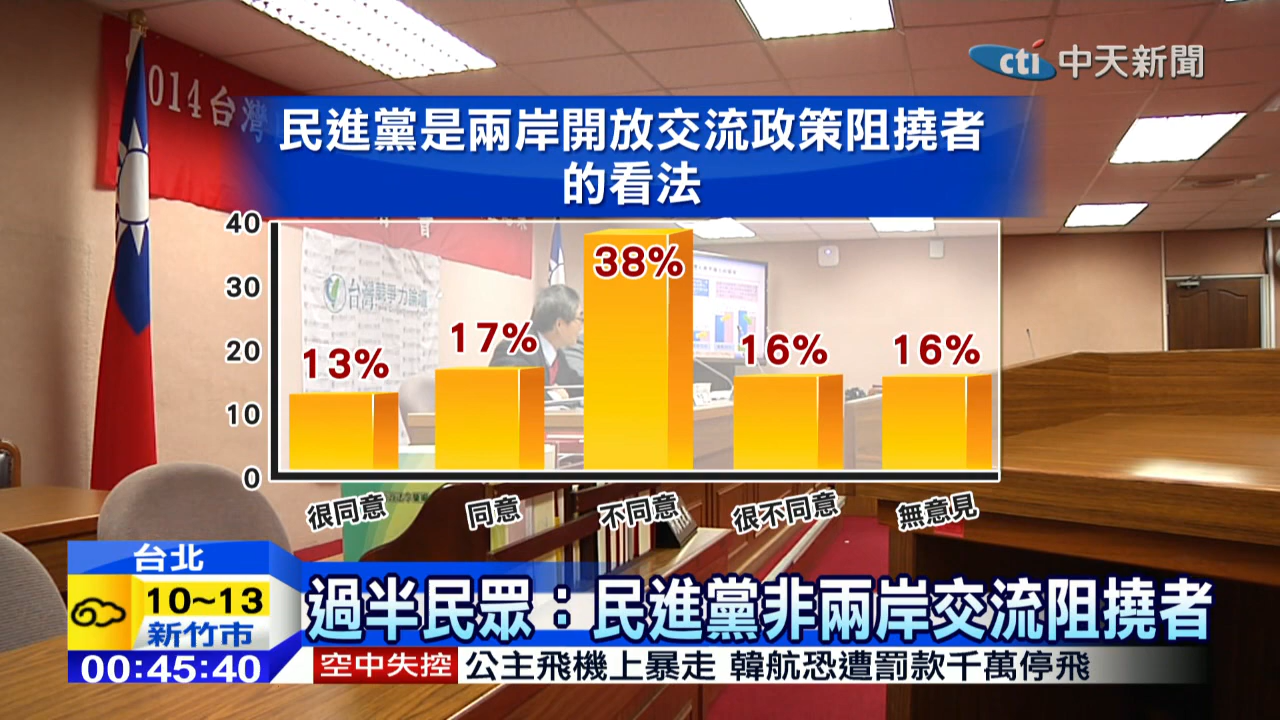 2014台灣
cti 中天新聞
民進黨是兩岸開放交流政策阻撓者
的看法
40
30
20
10
0
13%
17%
38%
16%
16%
台灣競爭力論壇
很同意
同意
不同意
很不同意
無意見
台北
10~13
新竹市
00:45:40
過半民眾：民進黨非兩岸交流阻撓者
空中失控 公主飛機上暴走 韓航恐遭罰款千萬停飛